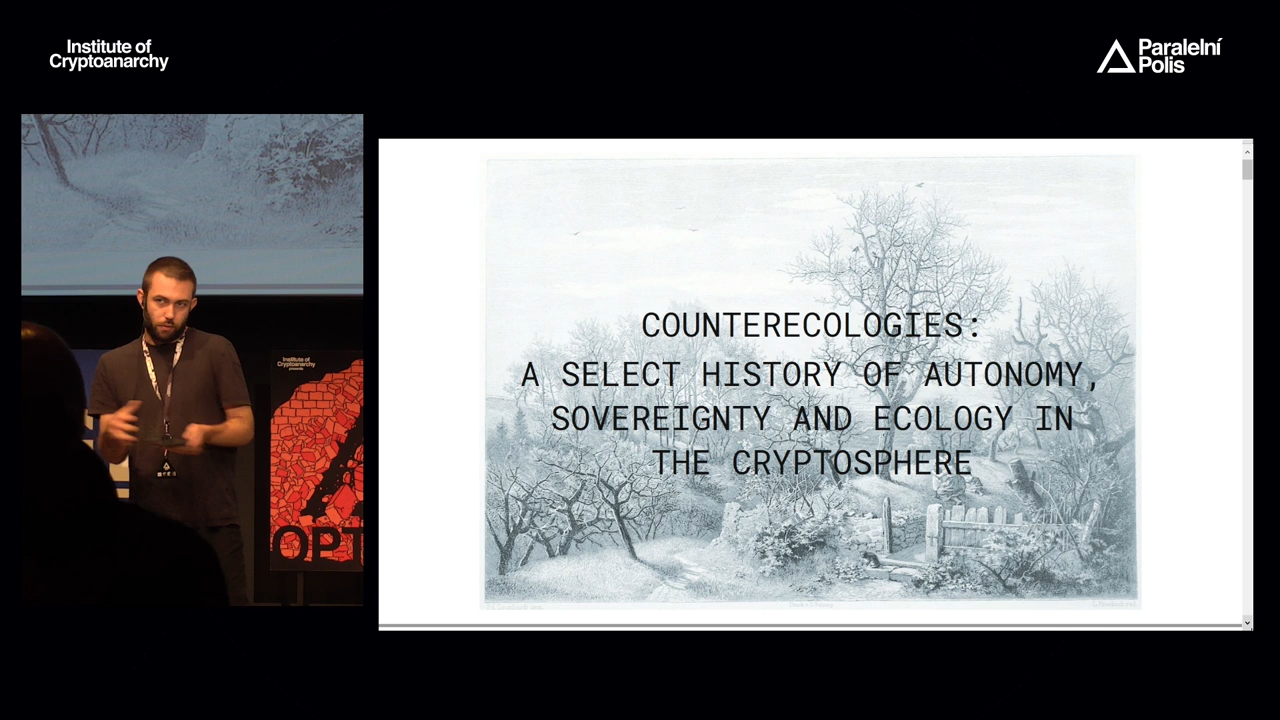 Institute of
Cryptoanarchy
Paralelní
Polis
COUNTERECOLOGIES:
A SELECT HISTORY OF AUTONOMY,
SOVEREIGNTY AND ECOLOGY IN
THE CRYPTOSPHERE
Institute of
Cryptoanarchy
presents
OPT